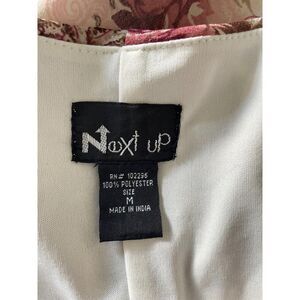 Next up
RN# 102296
100% POLYESTER
SIZE
M
MADE IN INDIA